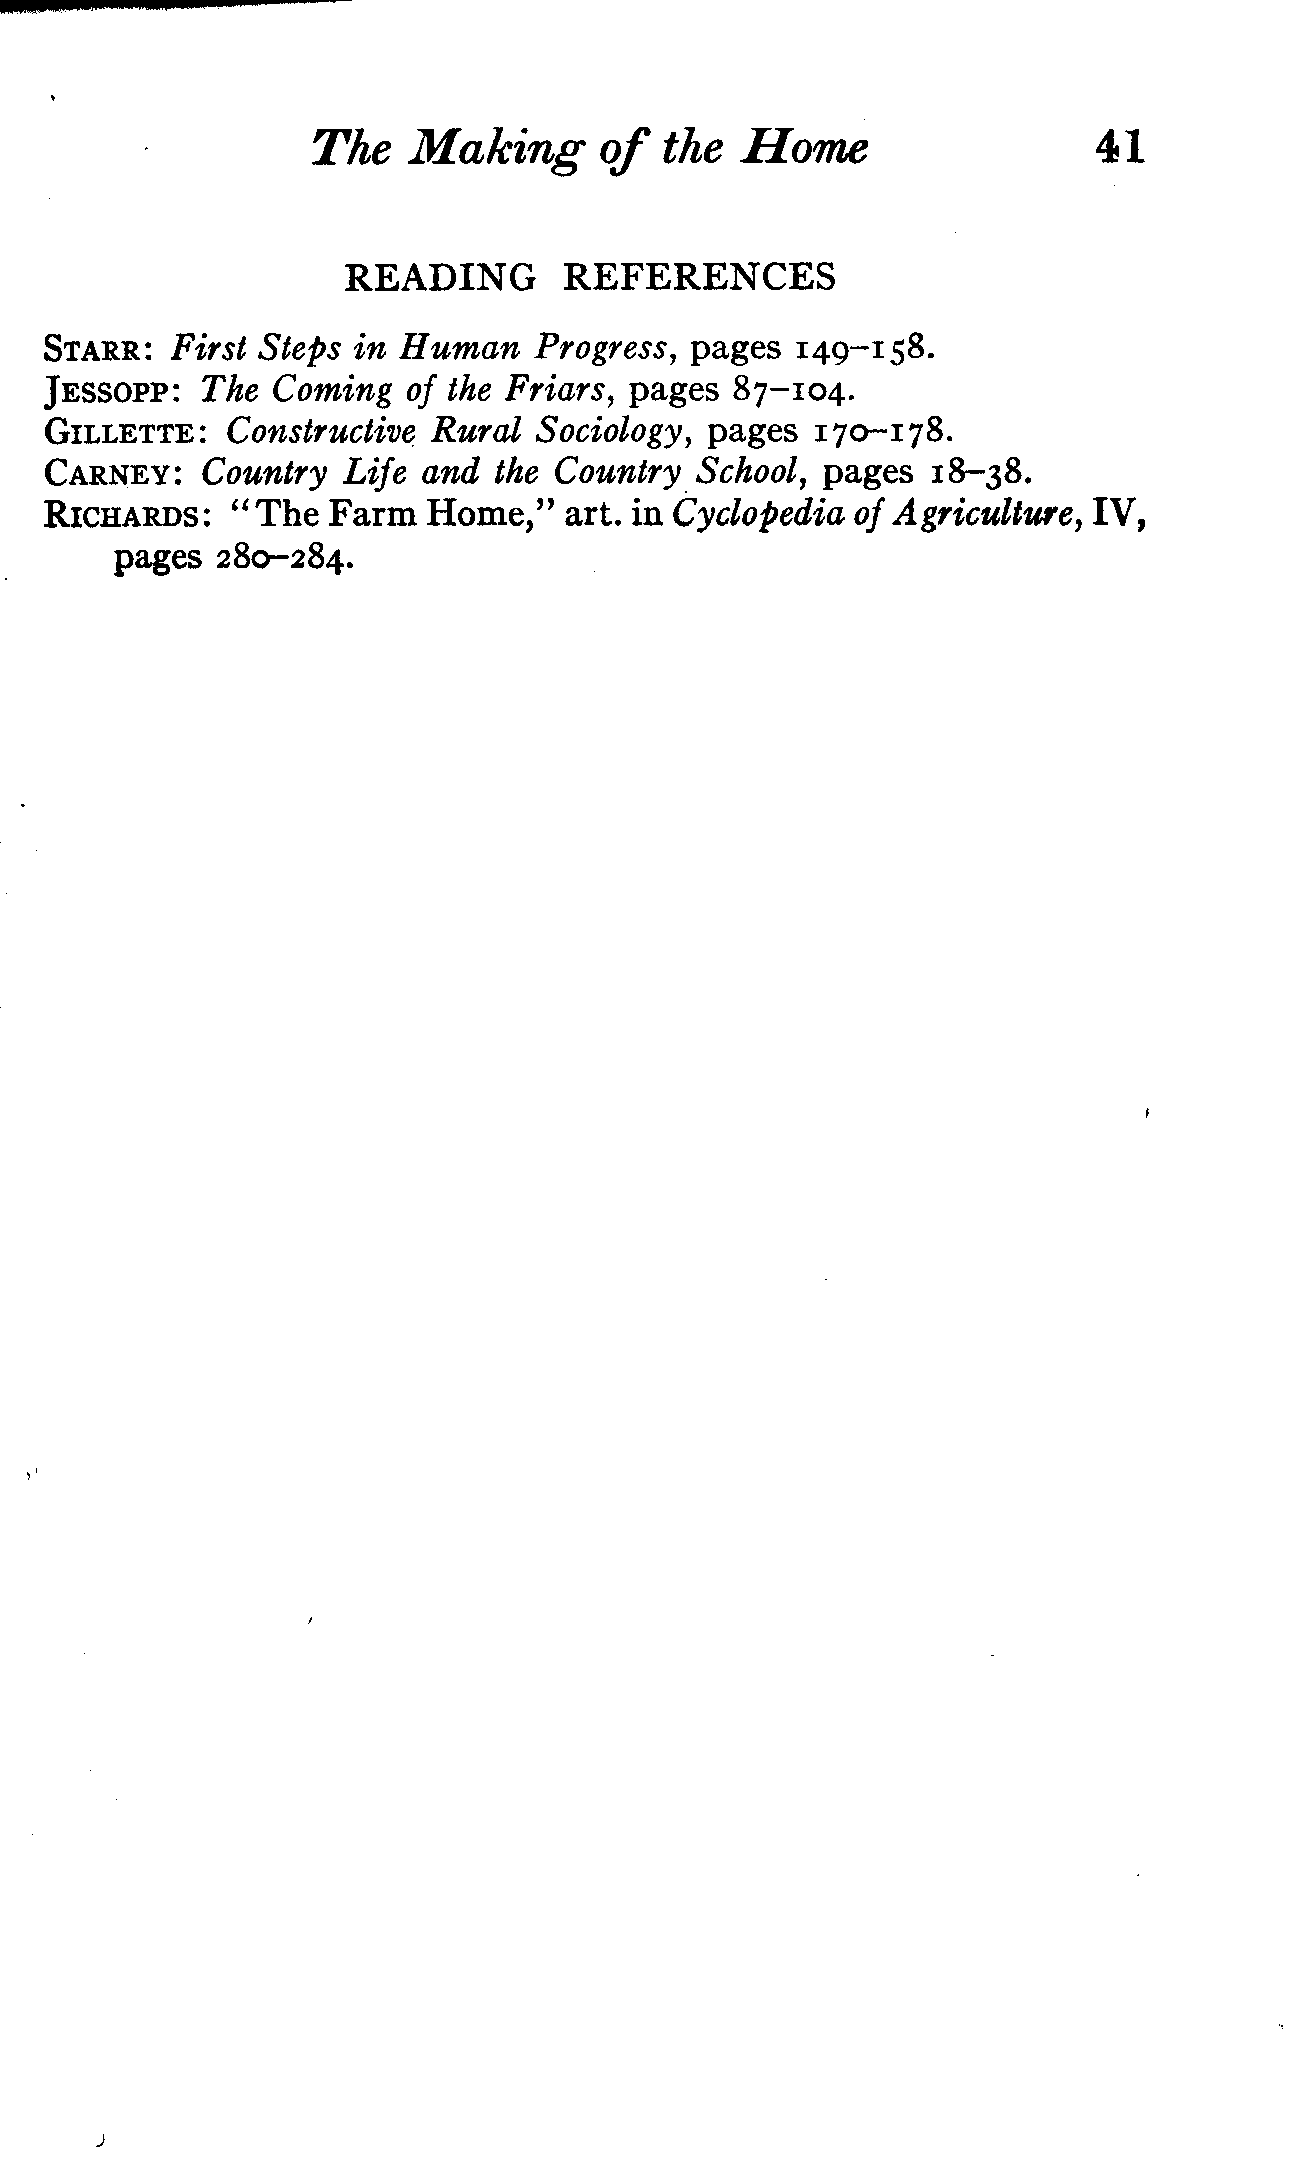 The Making of the Home 41
READING REFERENCES
STARR: First Steps in Human Progress, pages 149–158.
JESSOPP: The Coming of the Friars, pages 87–104.
GILLETTE: Constructive Rural Sociology, pages 170–178.
CARNEY: Country Life and the Country School, pages 18–38.
RICHARDS: "The Farm Home," art. in Cyclopedia of Agriculture, IV,
pages 280–284.